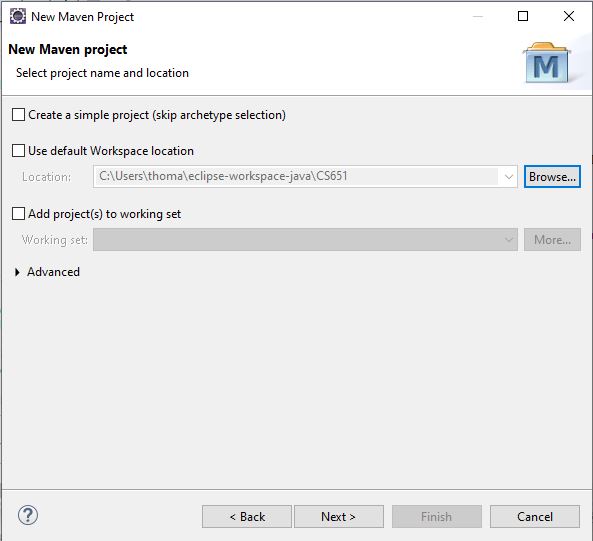 New Maven Project
New Maven project
Select project name and location
M
Create a simple project (skip archetype selection)
Use default Workspace location
Location: C:\Users\thoma\eclipse-workspace-java\CS651 Browse...
Add project(s) to working set
Working set: More...
Advanced
? < Back Next > Finish Cancel